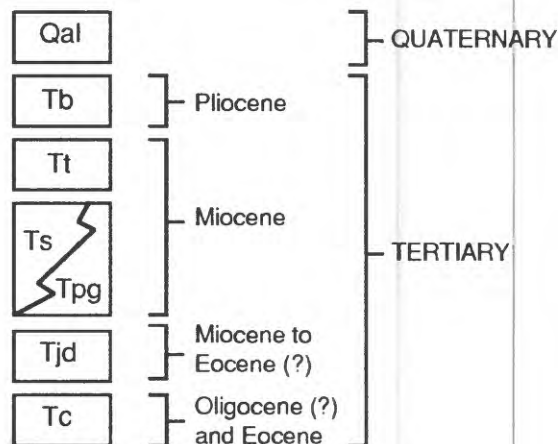 Qal
QUATERNARY
Tb
Pliocene
Tt
Ts
Tpg
Miocene
TERTIARY
Tjd
Miocene to
Eocene (?)
Tc
Oligocene (?)
and Eocene